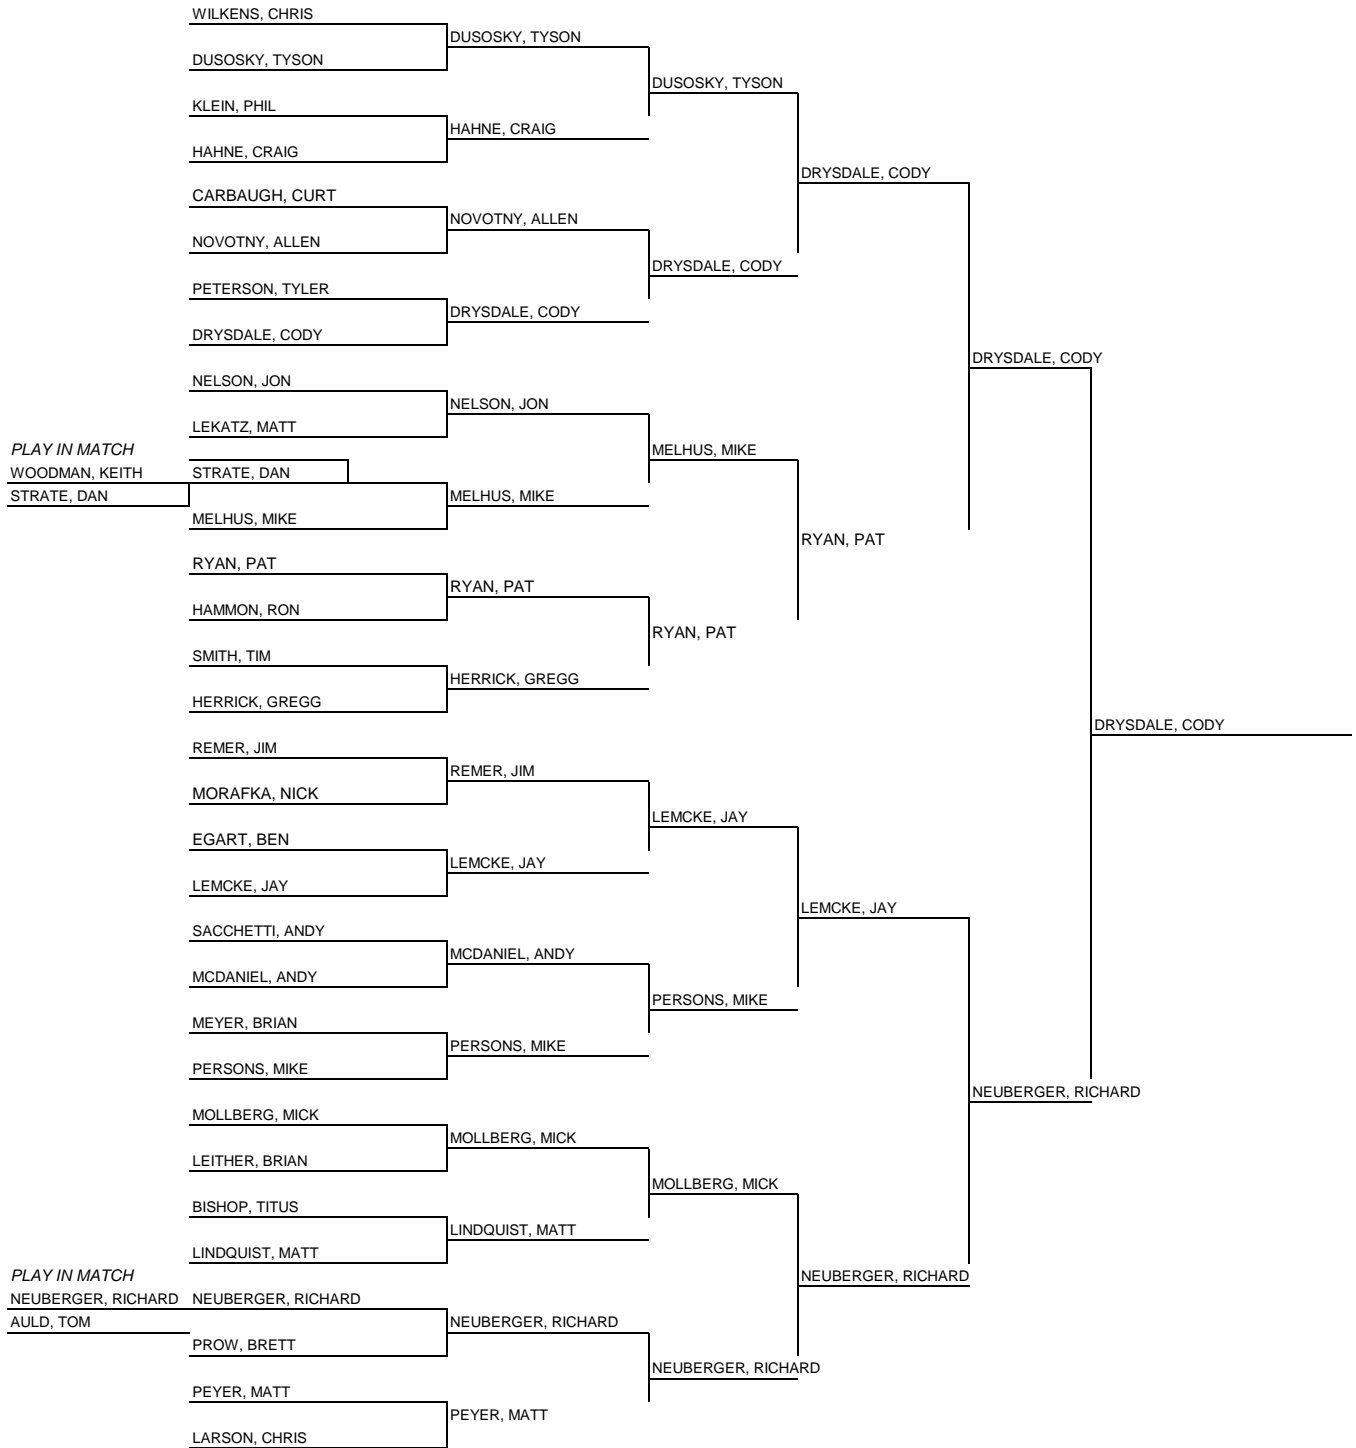 WILKENS, CHRIS
DUSOSKY, TYSON
DUSOSKY, TYSON
DUSOSKY, TYSON
KLEIN, PHIL
HAHNE, CRAIG
HAHNE, CRAIG
DRYSDALE, CODY
CARBAUGH, CURT
NOVOTNY, ALLEN
NOVOTNY, ALLEN
DRYSDALE, CODY
PETERSON, TYLER
DRYSDALE, CODY
DRYSDALE, CODY
DRYSDALE, CODY
NELSON, JON
NELSON, JON
LEKATZ, MATT
PLAY IN MATCH
MELHUS, MIKE
WOODMAN, KEITH
STRATE, DAN
STRATE, DAN
MELHUS, MIKE
MELHUS, MIKE
RYAN, PAT
RYAN, PAT
RYAN, PAT
HAMMON, RON
RYAN, PAT
SMITH, TIM
HERRICK, GREGG
HERRICK, GREGG
DRYSDALE, CODY
REMER, JIM
REMER, JIM
MORAFKA, NICK
LEMCKE, JAY
EGART, BEN
LEMCKE, JAY
LEMCKE, JAY
LEMCKE, JAY
SACCHETTI, ANDY
MCDANIEL, ANDY
MCDANIEL, ANDY
PERSONS, MIKE
MEYER, BRIAN
PERSONS, MIKE
PERSONS, MIKE
NEUBERGER, RICHARD
MOLLBERG, MICK
MOLLBERG, MICK
LEITHER, BRIAN
MOLLBERG, MICK
BISHOP, TITUS
LINDQUIST, MATT
LINDQUIST, MATT
PLAY IN MATCH
NEUBERGER, RICHARD
NEUBERGER, RICHARD
NEUBERGER, RICHARD
AULD, TOM
NEUBERGER, RICHARD
PROW, BRETT
NEUBERGER, RICHARD
PEYER, MATT
PEYER, MATT
LARSON, CHRIS